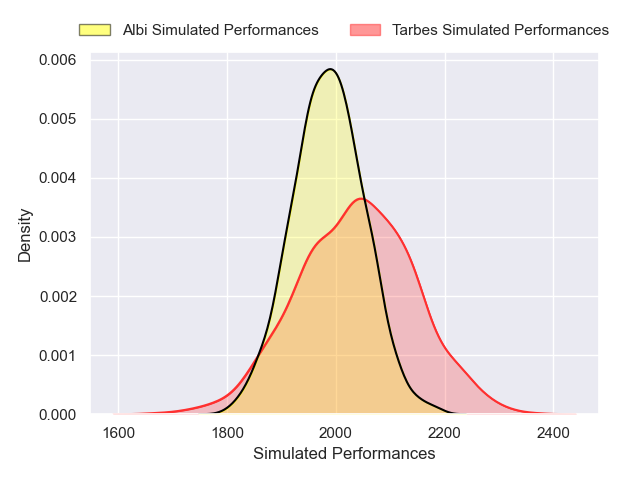 Albi Simulated Performances Tarbes Simulated Performances
0.006
0.005
0.004
0.003
0.002
0.001
0.000
Density
1600 1800 2000 2200 2400
Simulated Performances